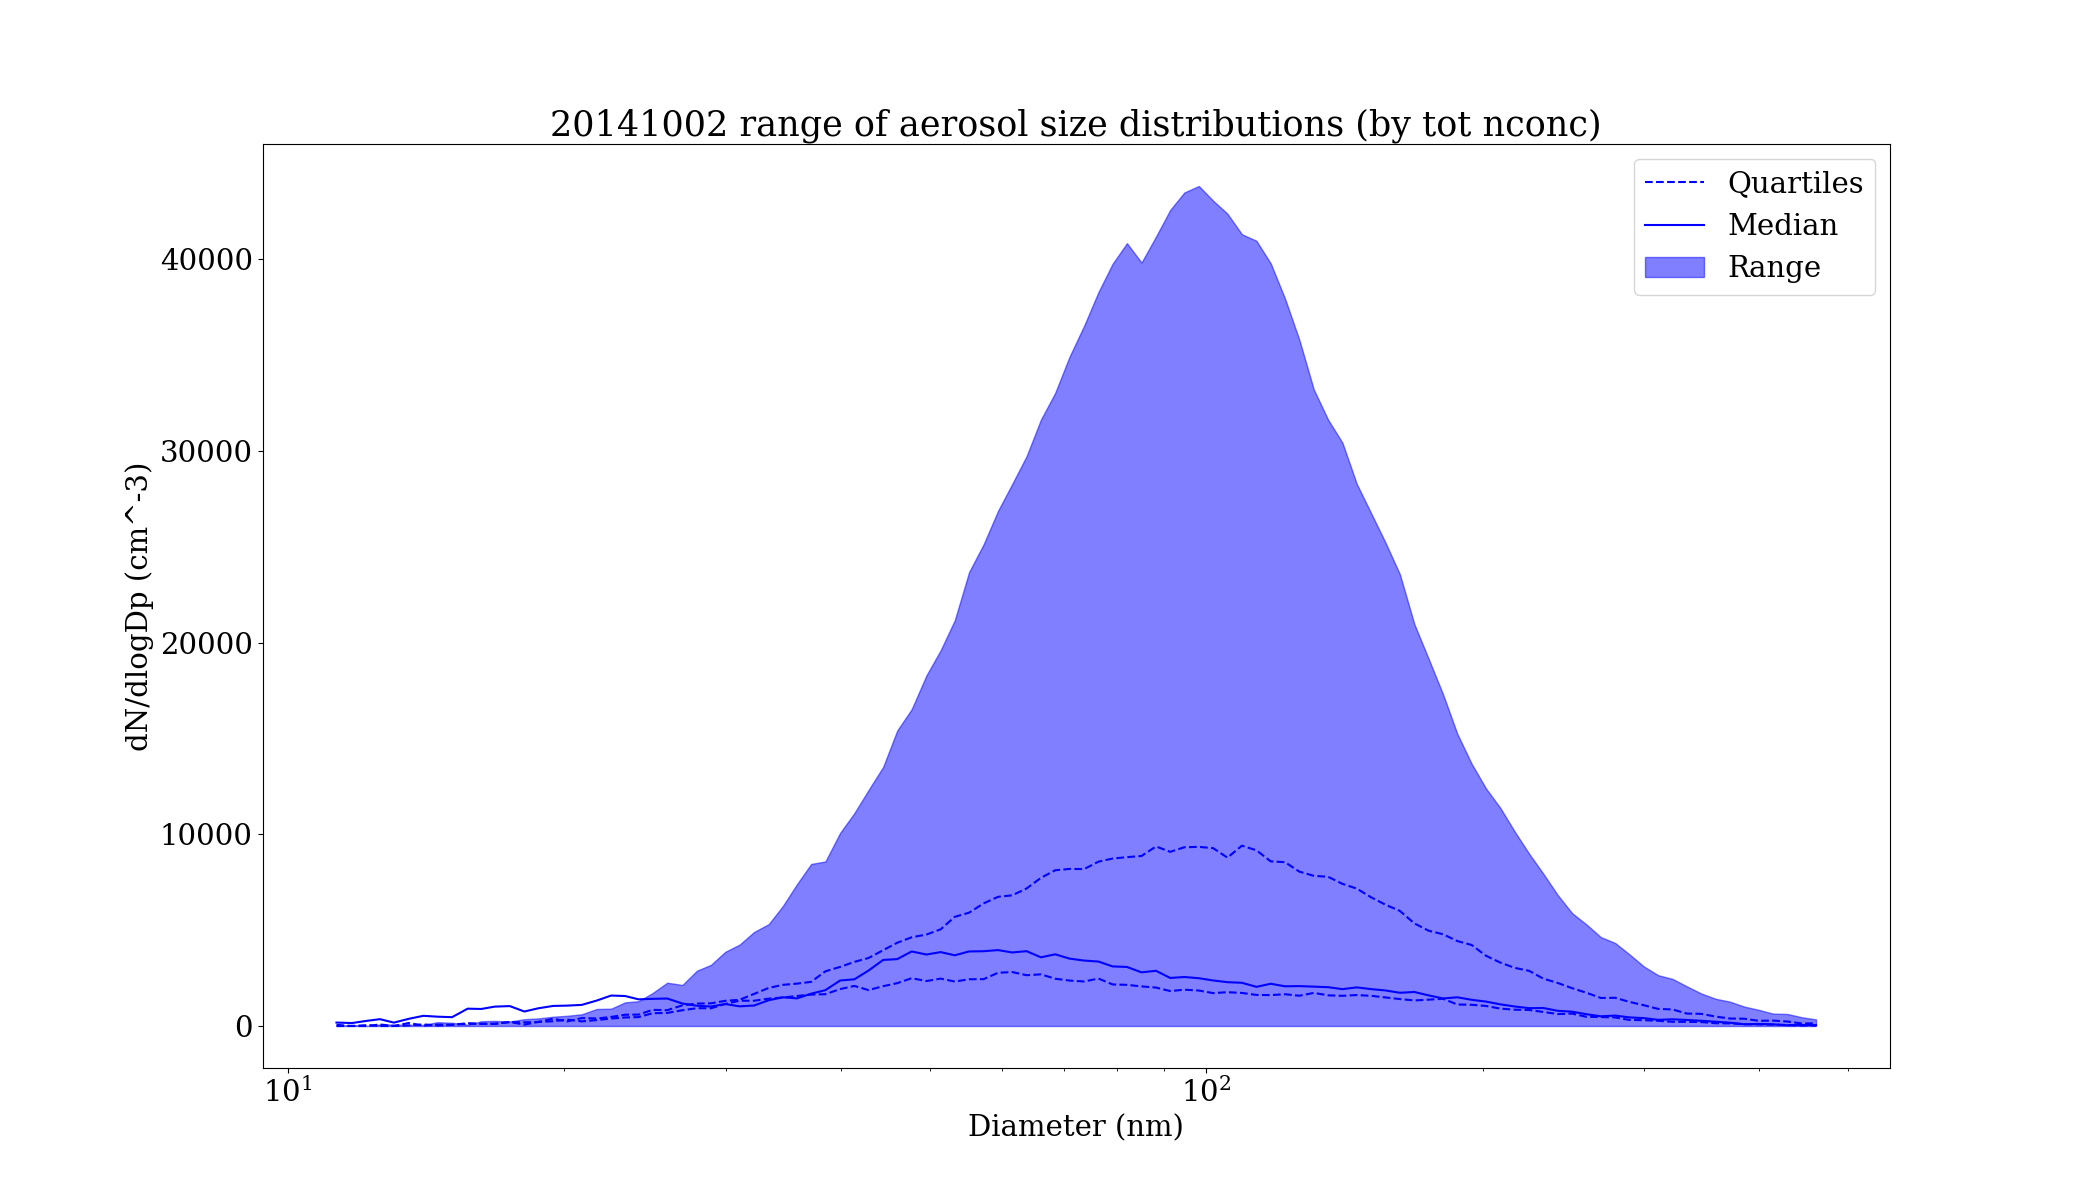 20141002 range of aerosol size distributions (by tot nconc)
Quartiles
Median
Range
dN/dlogDp (cm^-3)
40000
30000
20000
10000
0
10¹
10²
Diameter (nm)